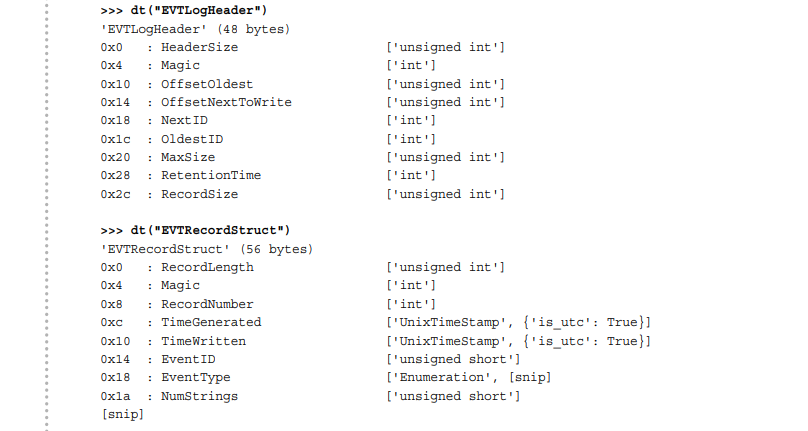 >>> dt("EVTLogHeader")
'EVTLogHeader' (48 bytes)
0x0   : HeaderSize                     ['unsigned int']
0x4   : Magic                          ['int']
0x10  : OffsetOldest                   ['unsigned int']
0x14  : OffsetNextToWrite              ['unsigned int']
0x18  : NextID                         ['int']
0x1c  : OldestID                       ['int']
0x20  : MaxSize                        ['unsigned int']
0x28  : RetentionTime                  ['int']
0x2c  : RecordSize                     ['unsigned int']
>>> dt("EVTRecordStruct")
'EVTRecordStruct' (56 bytes)
0x0   : RecordLength                   ['unsigned int']
0x4   : Magic                          ['int']
0x8   : RecordNumber                   ['int']
0xc   : TimeGenerated                  ['UnixTimeStamp', {'is_utc': True}]
0x10  : TimeWritten                    ['UnixTimeStamp', {'is_utc': True}]
0x14  : EventID                        ['unsigned short']
0x18  : EventType                      ['Enumeration', [snip]
0x1a  : NumStrings                     ['unsigned short']
[snip]